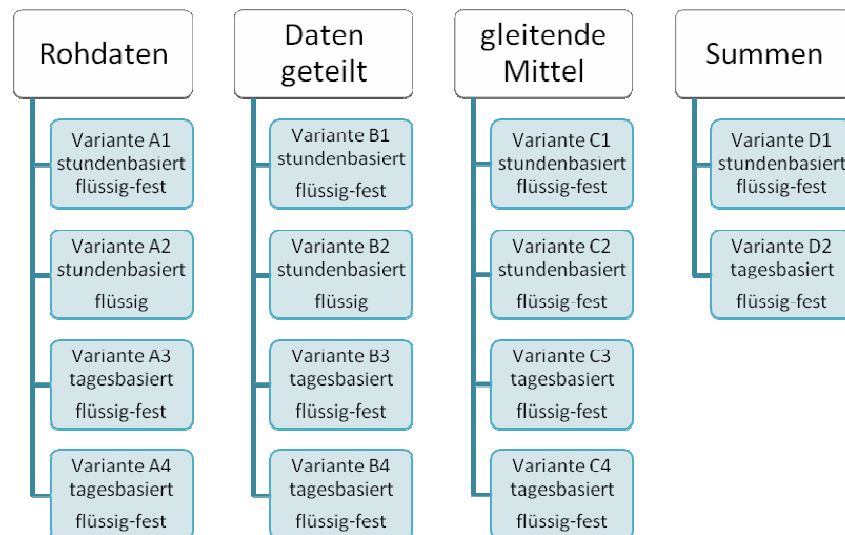 Rohdaten
Variante A1
stundenbasiert
flüssig-fest
Variante A2
stundenbasiert
flüssig
Variante A3
tagesbasiert
flüssig-fest
Variante A4
tagesbasiert
flüssig-fest
Daten
geteilt
Variante B1
stundenbasiert
flüssig-fest
Variante B2
stundenbasiert
flüssig
Variante B3
tagesbasiert
flüssig-fest
Variante B4
tagesbasiert
flüssig-fest
gleitende
Mittel
Variante C1
stundenbasiert
flüssig-fest
Variante C2
stundenbasiert
flüssig-fest
Variante C3
tagesbasiert
flüssig-fest
Variante C4
tagesbasiert
flüssig-fest
Summen
Variante D1
stundenbasiert
flüssig-fest
Variante D2
tagesbasiert
flüssig-fest